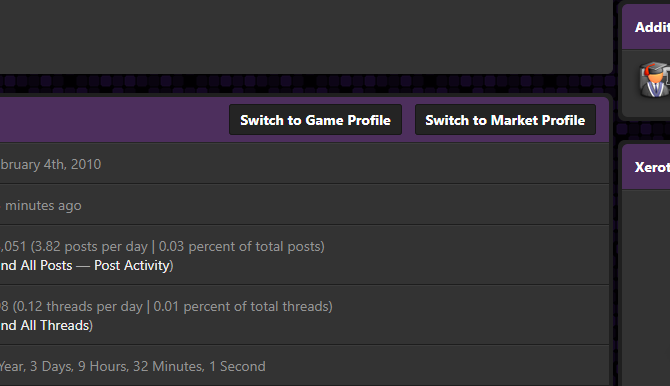 Addit
Switch to Game Profile Switch to Market Profile
bruary 4th, 2010
Xerot
minutes ago
,051 (3.82 posts per day | 0.03 percent of total posts)
nd All Posts — Post Activity)
98 (0.12 threads per day | 0.01 percent of total threads)
nd All Threads)
Year, 3 Days, 9 Hours, 32 Minutes, 1 Second